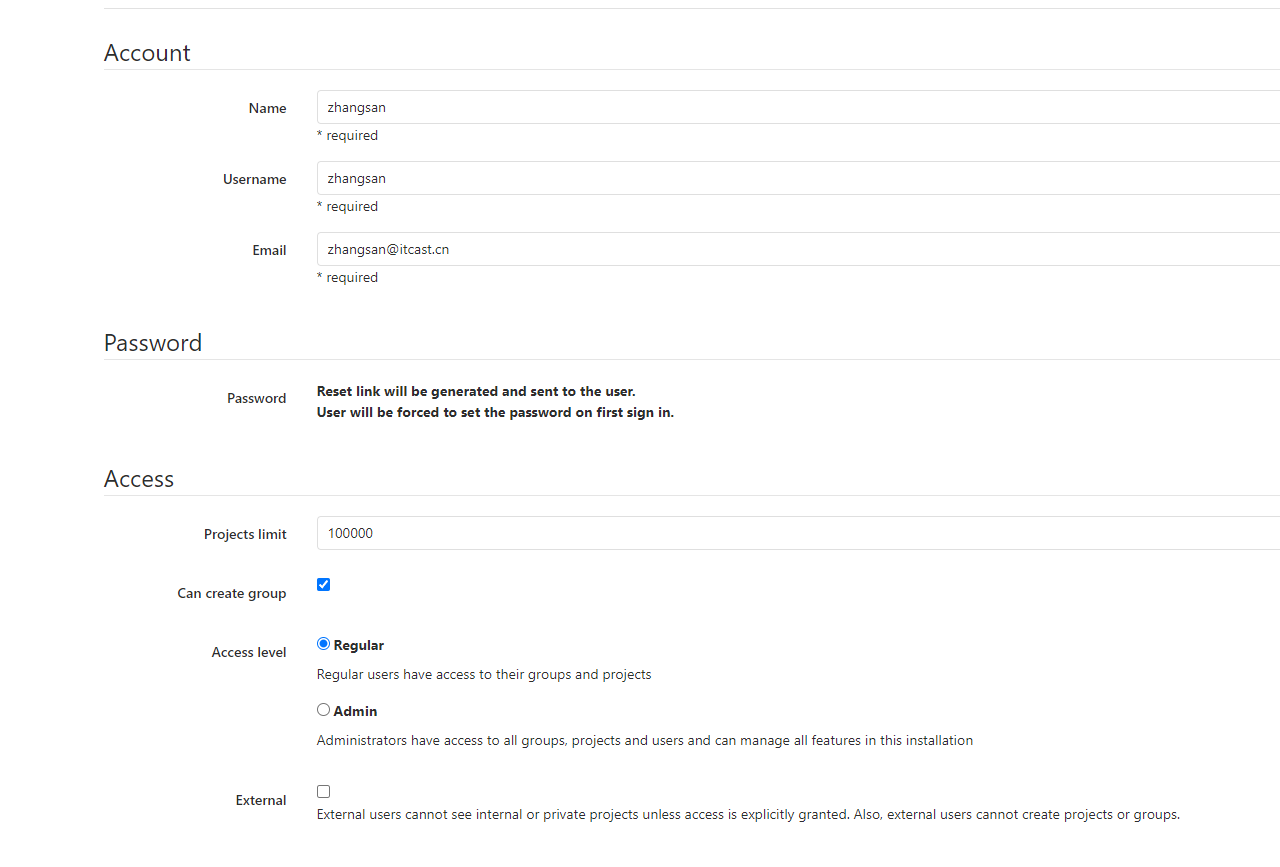 Account
Name
zhangsan
* required
Username
zhangsan
* required
Email
zhangsan@itcast.cn
* required
Password
Password
Reset link will be generated and sent to the user.
User will be forced to set the password on first sign in.
Access
Projects limit
100000
Can create group
Access level
Regular
Regular users have access to their groups and projects
Admin
Administrators have access to all groups, projects and users and can manage all features in this installation
External
External users cannot see internal or private projects unless access is explicitly granted. Also, external users cannot create projects or groups.